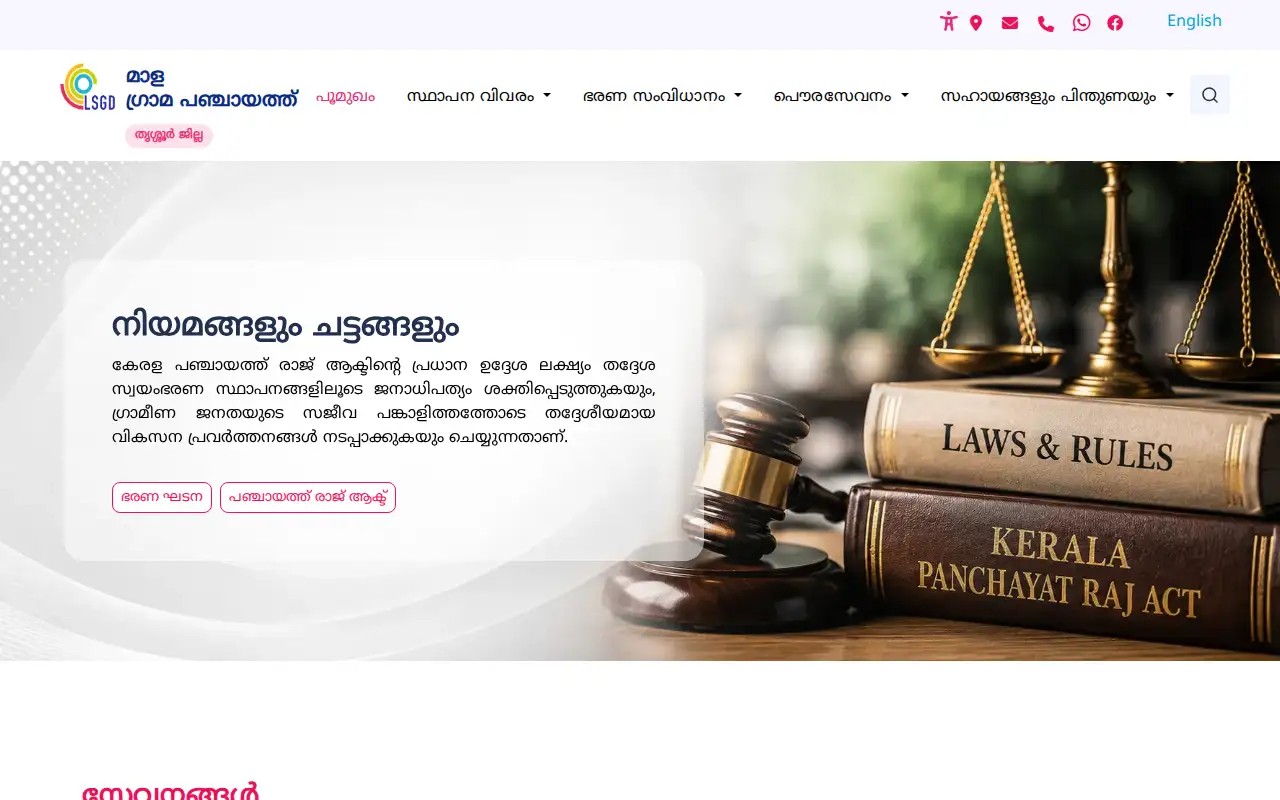 English
LSGD
മാള
ഗ്രാമ പഞ്ചായത്ത്
തൃശ്ശൂർ ജില്ല
പൂമുഖം
സ്ഥാപന വിവരം
ഭരണ സംവിധാനം
പൌരസേവനം
സഹായങ്ങളും പിന്തുണയും
നിയമങ്ങളും ചട്ടങ്ങളും
കേരള പഞ്ചായത്ത് രാജ് ആക്ടിന്റെ പ്രധാന ഉദ്ദേശ ലക്ഷ്യം തദ്ദേശ
സ്വയംഭരണ സ്ഥാപനങ്ങളിലൂടെ ജനാധിപത്യം ശക്തിപ്പെടുത്തുകയും,
ഗ്രാമീണ ജനതയുടെ സജീവ പങ്കാളിത്തത്തോടെ തദ്ദേശീയമായ
വികസന പ്രവർത്തനങ്ങൾ നടപ്പാക്കുകയും ചെയ്യുന്നതാണ്.
ഭരണ ഘടന
പഞ്ചായത്ത് രാജ് ആക്ട്
LAWS & RULES
KERALA
PANCHAYAT RAJ ACT
സേവനങ്ങൾ